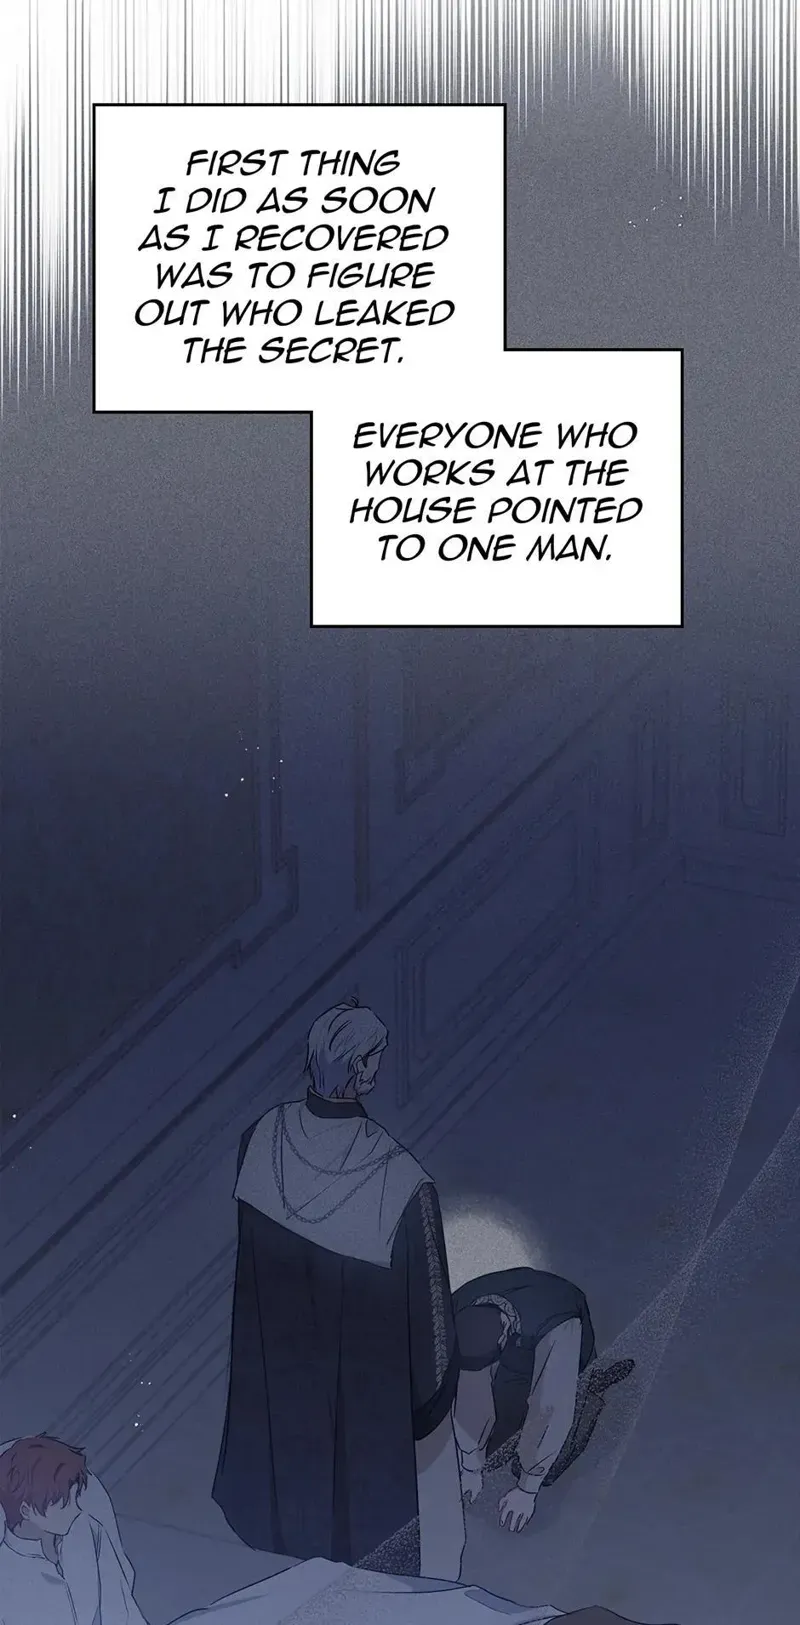 FIRST THING
I DID AS SOON
AS I RECOVERED
WAS TO FIGURE
OUT WHO LEAKED
THE SECRET.
EVERYONE WHO
WORKS AT THE
HOUSE POINTED
TO ONE MAN.